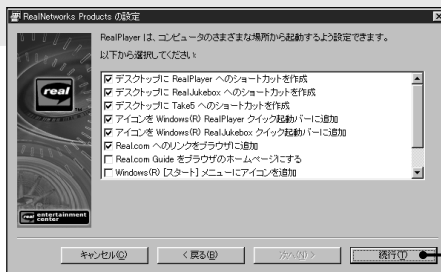 RealNetworks Products の設定
RealPlayer は、コンピュータのさまざまな場所から起動するよう設定できます。
以下から選択してください:
デスクトップに RealPlayer へのショートカットを作成
デスクトップに RealJukebox へのショートカットを作成
デスクトップに Take5 へのショートカットを作成
アイコンを Windows(R) RealPlayer クイック起動バーに追加
アイコンを Windows(R) RealJukebox クイック起動バーに追加
Real.com へのリンクをブラウザに追加
Real.com Guide をブラウザのホームページにする
Windows(R) [スタート] メニューにアイコンを追加
real
real entertainment center
キャンセル(C)
< 戻る(B)
次へ(N) >
続行(T)